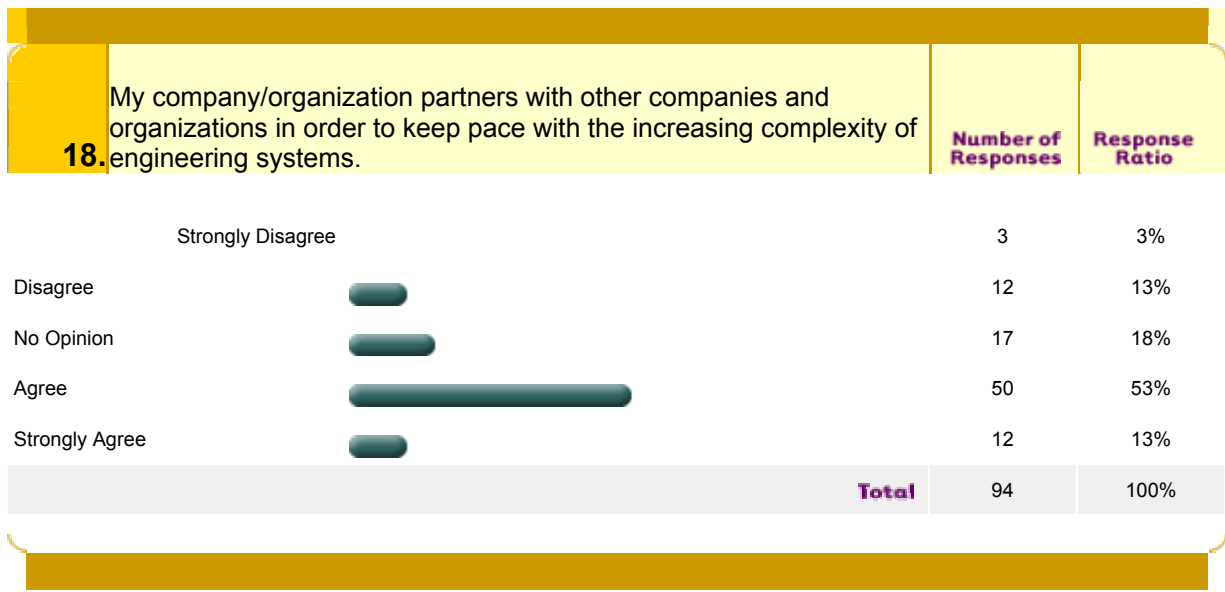 My company/organization partners with other companies and
organizations in order to keep pace with the increasing complexity of
18. engineering systems.
Number of
Responses
Response
Ratio
Strongly Disagree 3 3%
Disagree 12 13%
No Opinion 17 18%
Agree 50 53%
Strongly Agree 12 13%
Total 94 100%